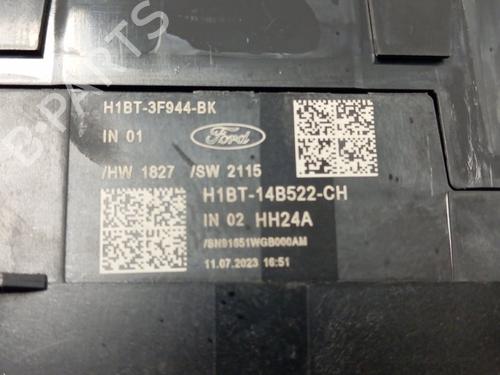 B-PARTS
H1BT-3F944-BK
IN 01
Ford
/HW 1827 /SW 2115
H1BT-14B522-CH
IN 02 HH24A
/BN91651WGB000AM
11.07.2023 16:51